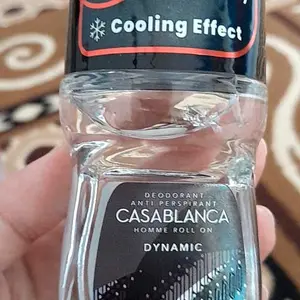 Cooling Effect
DEODORANT
ANTI PERSPIRANT
CASABLANCA
HOMME ROLL ON
DYNAMIC